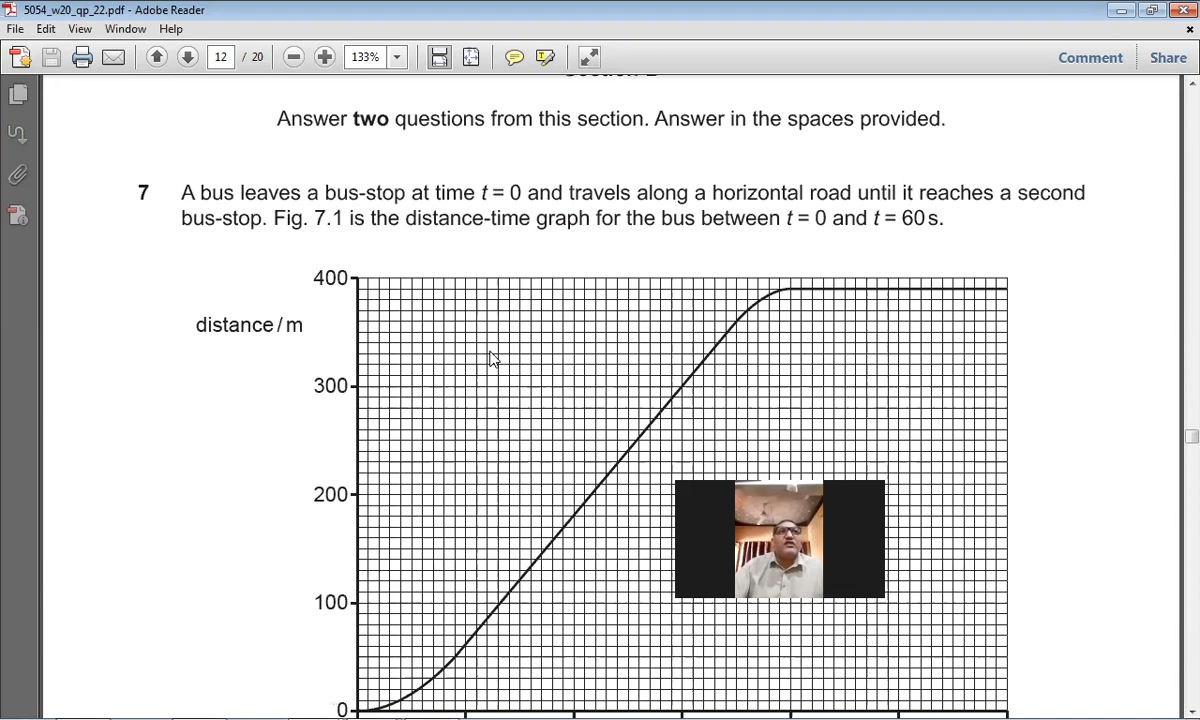 5054_w20_qp_22.pdf - Adobe Reader
File Edit View Window Help
12 / 20 133% Comment Share
Answer two questions from this section. Answer in the spaces provided.
7 A bus leaves a bus-stop at time t = 0 and travels along a horizontal road until it reaches a second
bus-stop. Fig. 7.1 is the distance-time graph for the bus between t = 0 and t = 60 s.
400
distance / m
300
200
100
0